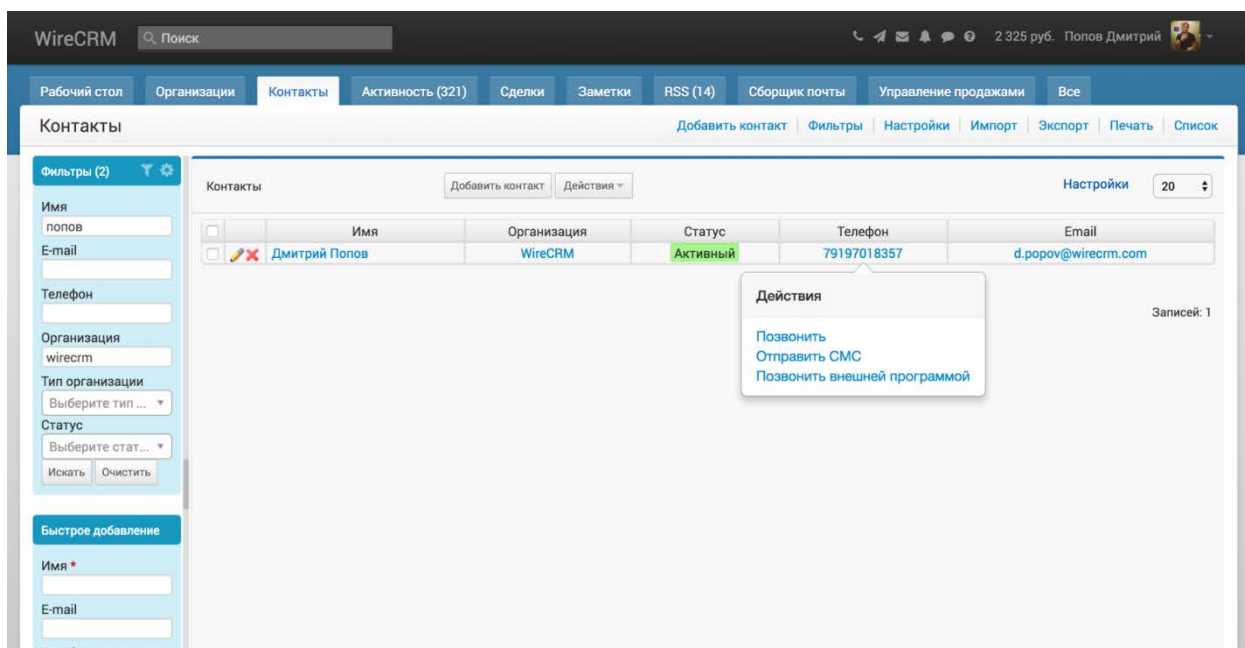 WireCRM Поиск 2 325 руб. Попов Дмитрий
Рабочий стол Организации Контакты Активность (321) Сделки Заметки RSS (14) Сборщик почты Управление продажами Все
Контакты Добавить контакт Фильтры Настройки Импорт Экспорт Печать Список
Фильтры (2)
Контакты Добавить контакт Действия Настройки 20
Имя
попов
E-mail
Телефон
Организация
wirecrm
Тип организации
Выберите тип ...
Статус
Выберите стат...
Искать Очистить
Имя Организация Статус Телефон Email
Дмитрий Попов WireCRM Активный 79197018357 d.popov@wirecrm.com
Действия
Позвонить
Отправить СМС
Позвонить внешней программой
Записей: 1
Быстрое добавление
Имя *
E-mail